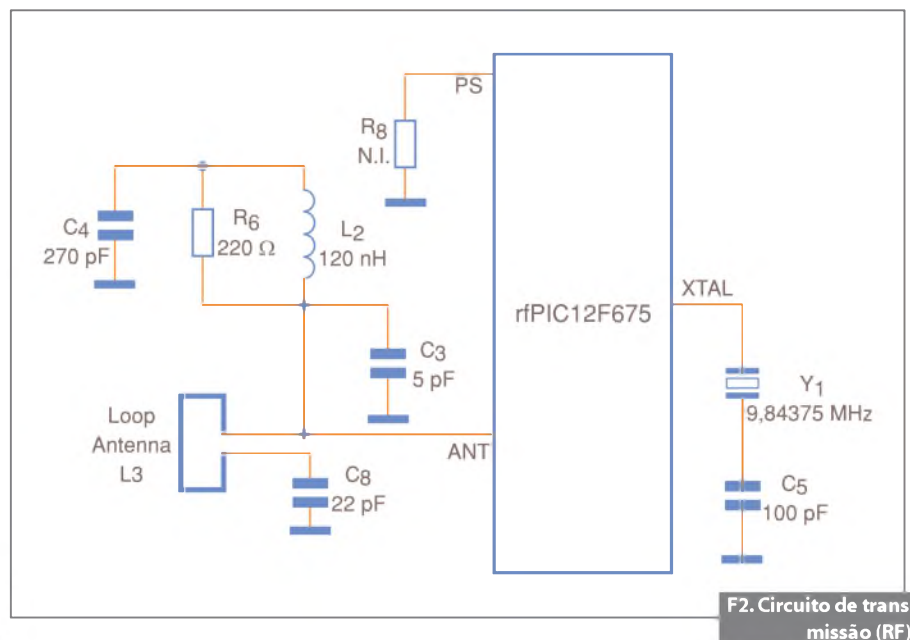 PS
R8
N.I.
C4
270 pF
R6
220 Ω
L2
120 nH
rfPIC12F675
XTAL
C3
5 pF
Y1
9,84375 MHz
Loop
Antenna
L3
ANT
C8
22 pF
C5
100 pF
F2. Circuito de trans
missão (RF)